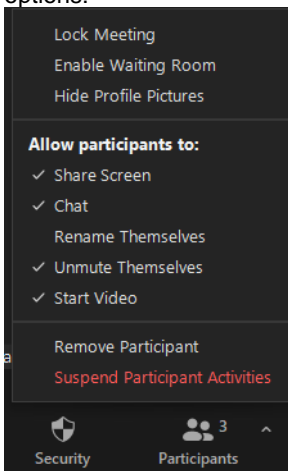 options.
Lock Meeting
Enable Waiting Room
Hide Profile Pictures
Allow participants to:
✓ Share Screen
✓ Chat
Rename Themselves
✓ Unmute Themselves
✓ Start Video
Remove Participant
Suspend Participant Activities
3
Security Participants